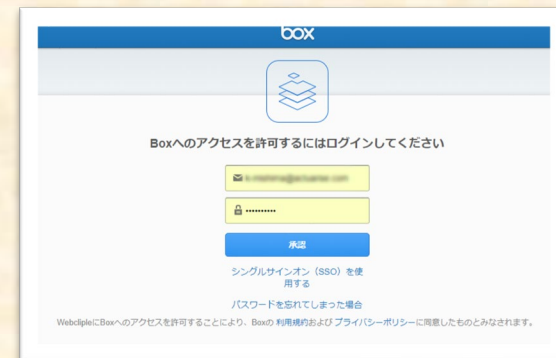 box
Boxへのアクセスを許可するにはログインしてください
••••••••••
承認
シングルサインオン（SSO）を使
用する
パスワードを忘れてしまった場合
WebclipleにBoxへのアクセスを許可することにより、Boxの 利用規約および プライバシーポリシーに同意したものとみなされます。